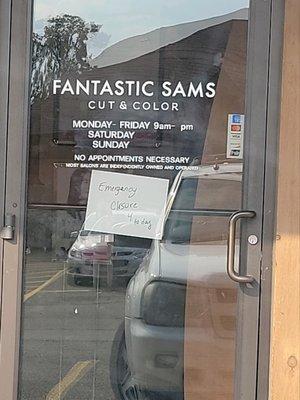 FANTASTIC SAMS
CUT & COLOR
MONDAY- FRIDAY 9am- pm
SATURDAY
SUNDAY
NO APPOINTMENTS NECESSARY
MOST SALONS ARE INDEPENDENTLY OWNED AND OPERATED
Emergency
closure
4 today